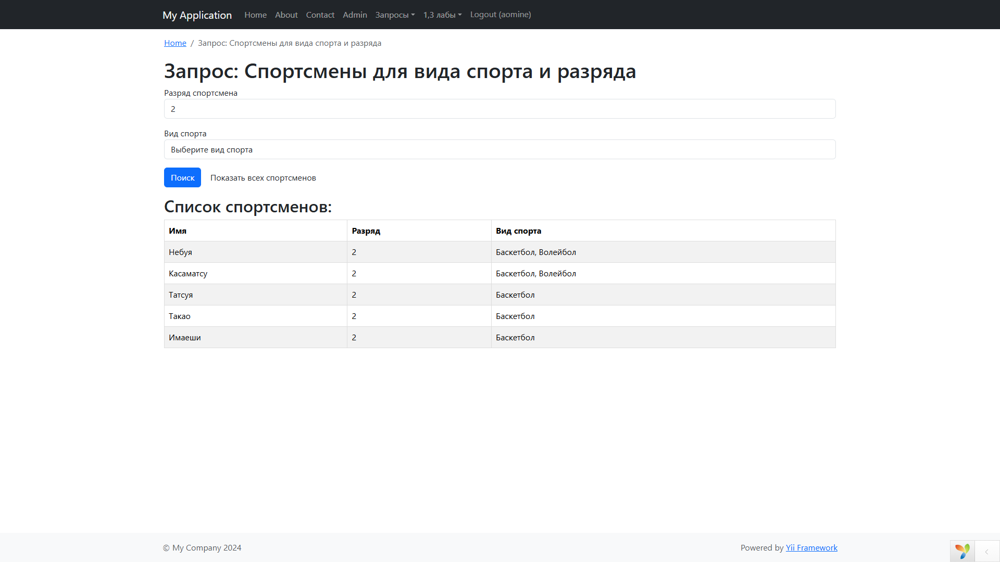 My Application Home About Contact Admin Запросы 1,3 лабы Logout (aomine)
Home / Запрос: Спортсмены для вида спорта и разряда
Запрос: Спортсмены для вида спорта и разряда
Разряд спортсмена
2
Вид спорта
Выберите вид спорта
Поиск Показать всех спортсменов
Список спортсменов:
Имя Разряд Вид спорта
Небуя 2 Баскетбол, Волейбол
Касаматсу 2 Баскетбол, Волейбол
Татсуя 2 Баскетбол
Такао 2 Баскетбол
Имаеши 2 Баскетбол
© My Company 2024 Powered by Yii Framework